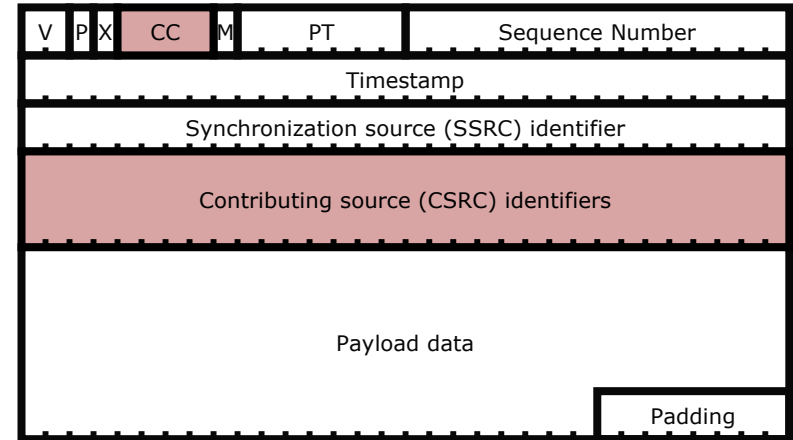 V P X CC M PT Sequence Number
Timestamp
Synchronization source (SSRC) identifier
Contributing source (CSRC) identifiers
Payload data
Padding